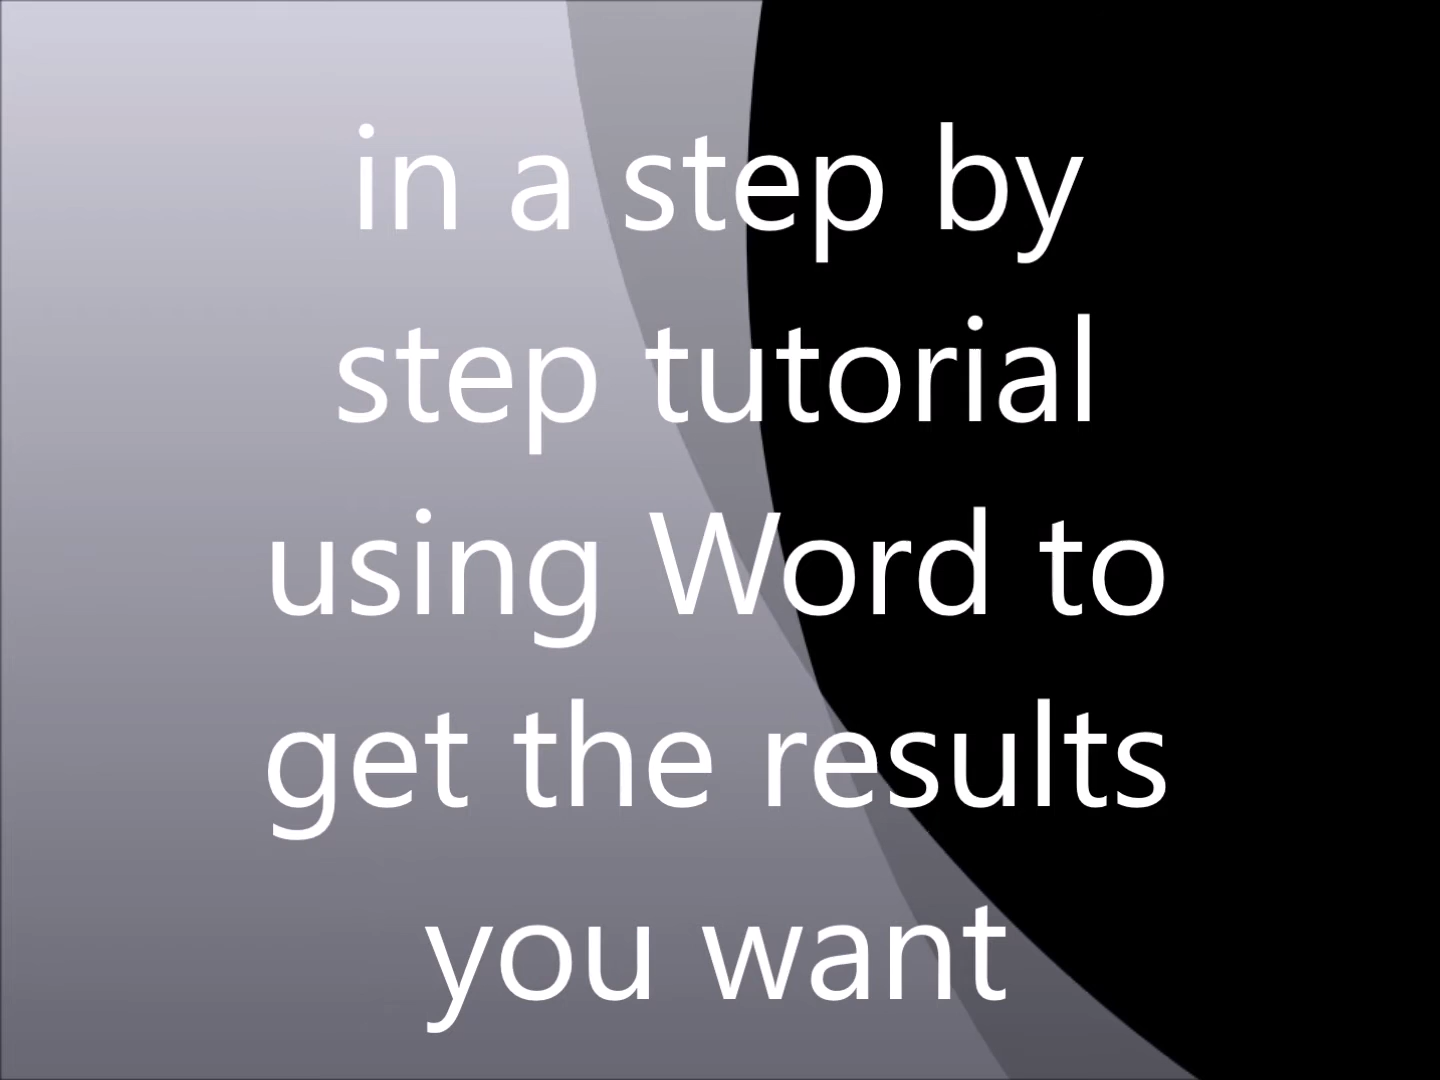 in a step by
step tutorial
using Word to
get the results
you want